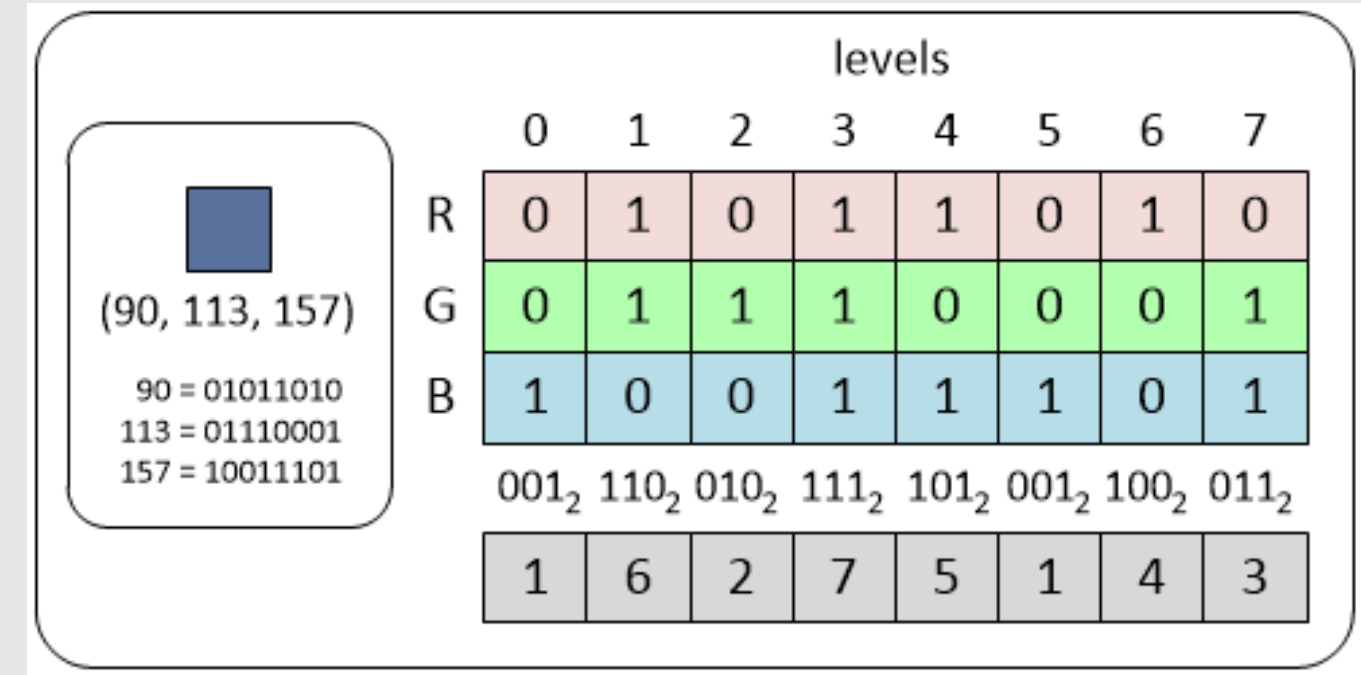 levels
0 1 2 3 4 5 6 7
R 0 1 0 1 1 0 1 0
(90, 113, 157)
G 0 1 1 1 0 0 0 1
90 = 01011010
B 1 0 0 1 1 1 0 1
113 = 01110001
157 = 10011101
001₂ 110₂ 010₂ 111₂ 101₂ 001₂ 100₂ 011₂
1 6 2 7 5 1 4 3